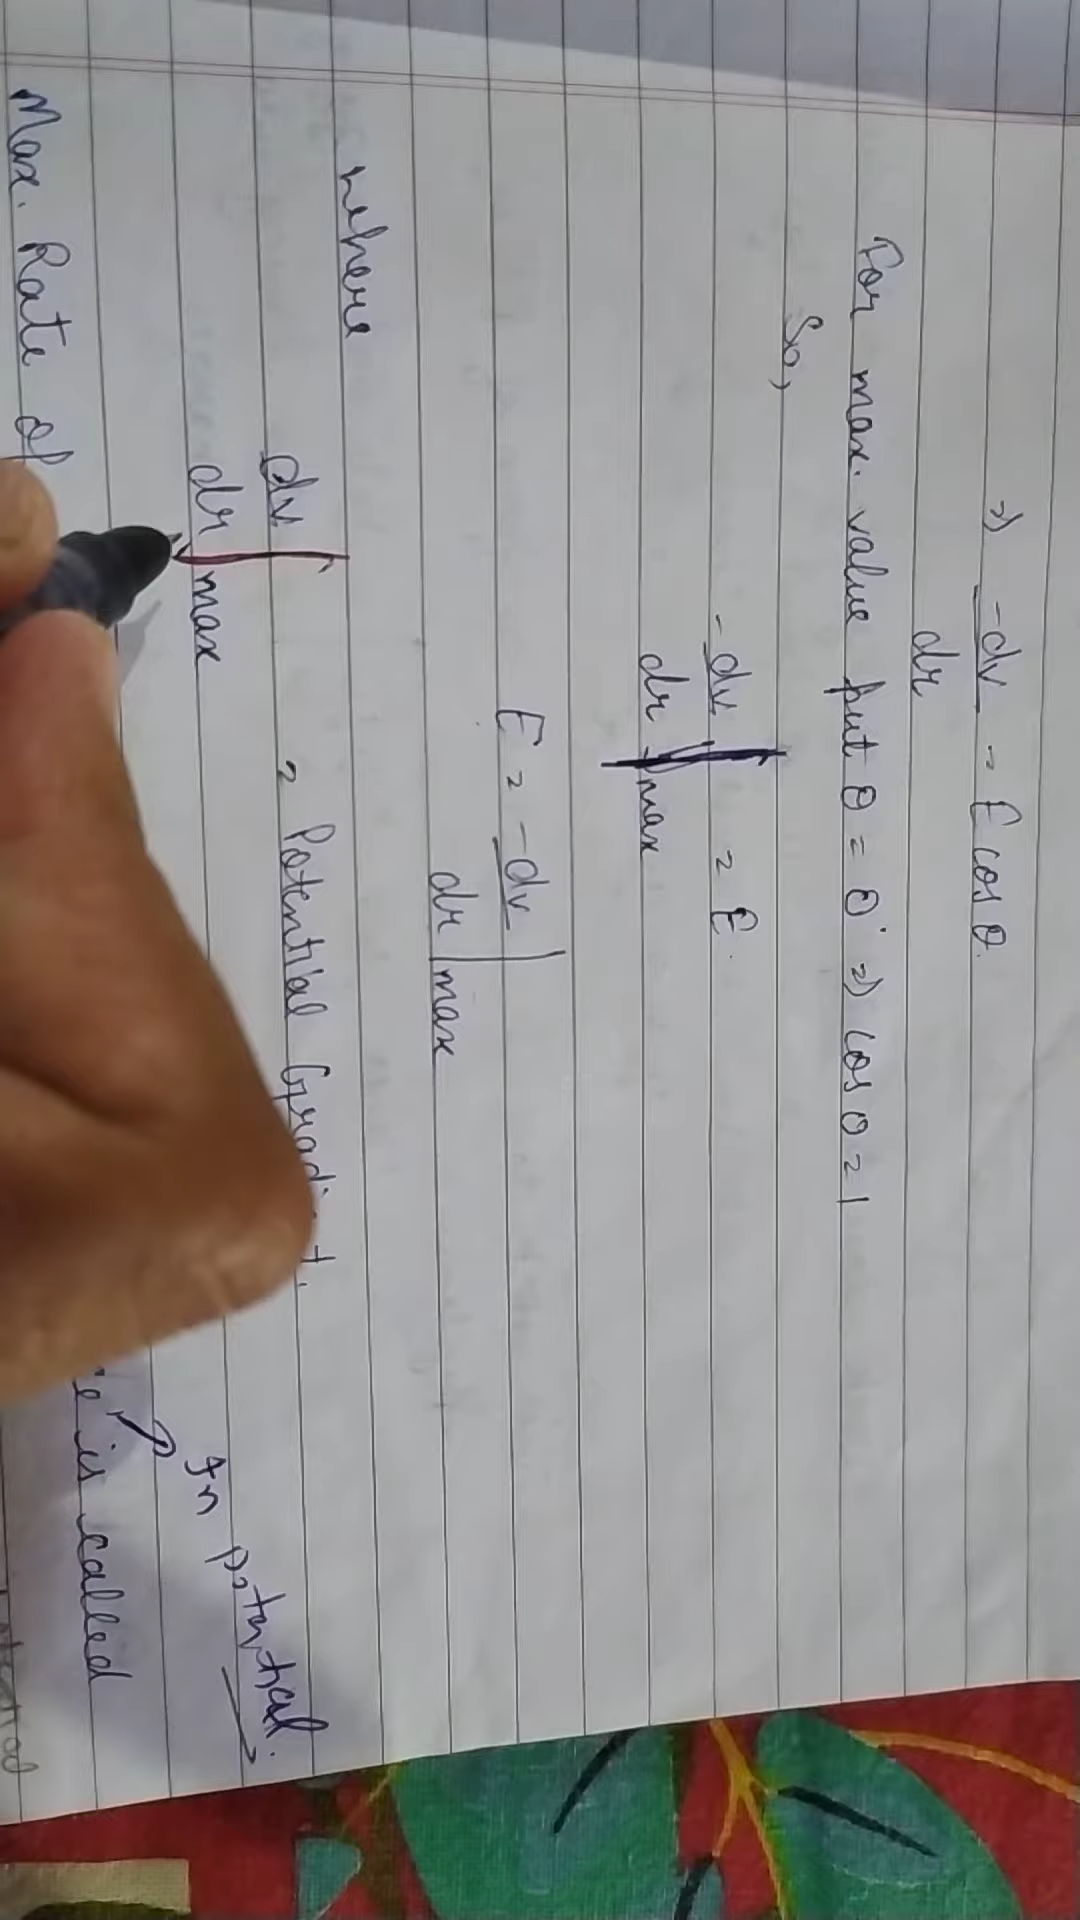 ⇒ -dv/dr = E cos θ
For max. value put θ = 0° ⇒ cos θ = 1
So,
-dv/dr|max = E.
E = -dv/dr|max
where
dv/dr|max = Potential Gradient.
In potential.
Max. Rate of
is called